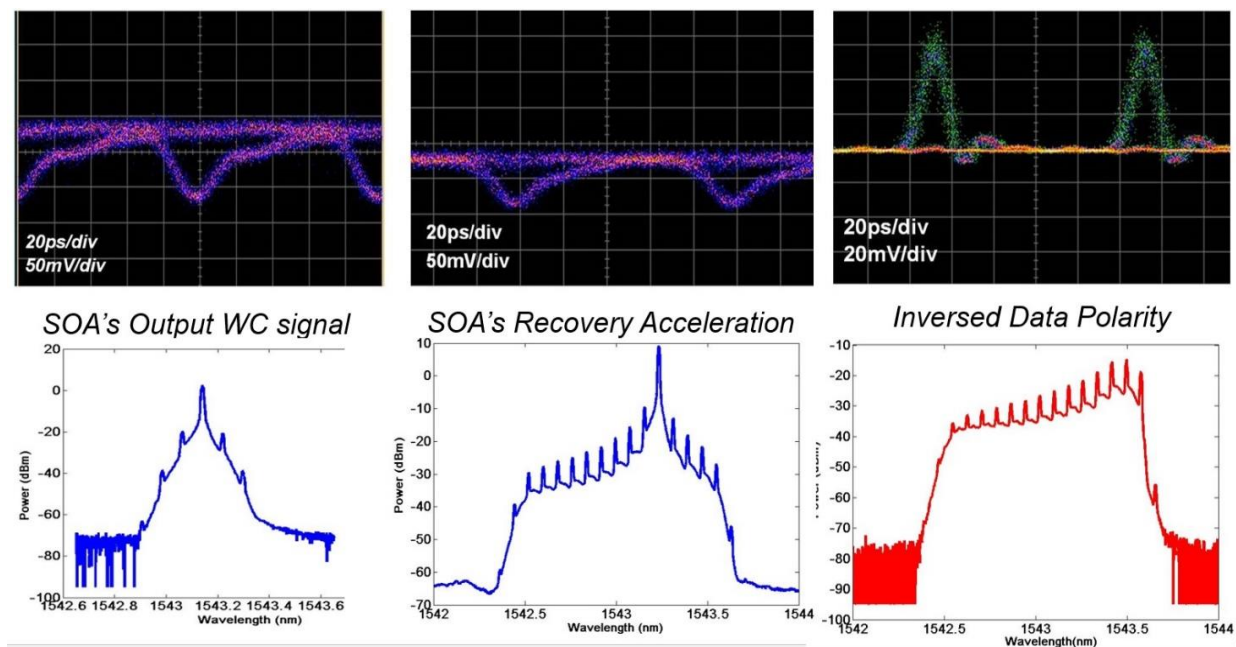 20ps/div
50mV/div
20ps/div
50mV/div
20ps/div
20mV/div
SOA's Output WC signal
SOA's Recovery Acceleration
Inversed Data Polarity
20
0
-20
-40
-60
-80
-100
Power (dBm)
1542.6 1542.8 1543 1543.2 1543.4 1543.6
Wavelength (nm)
10
0
-10
-20
-30
-40
-50
-60
-70
Power (dBm)
1542 1542.5 1543 1543.5 1544
Wavelength (nm)
-10
-20
-30
-40
-50
-60
-70
-80
-90
-100
1542 1542.5 1543 1543.5 1544
Wavelength(nm)